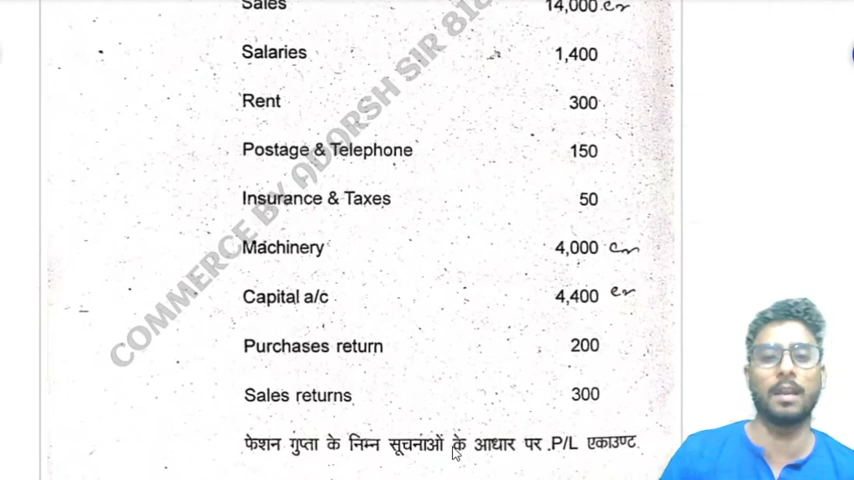 Sales 14,000 cr
Salaries 1,400
Rent 300
Postage & Telephone 150
Insurance & Taxes 50
Machinery 4,000 cr
Capital a/c 4,400 cr
Purchases return 200
Sales returns 300
फेशन गुप्ता के निम्न सूचनाओं के आधार पर P/L एकाउण्ट
COMMERCE BY ADARSH SIR 818